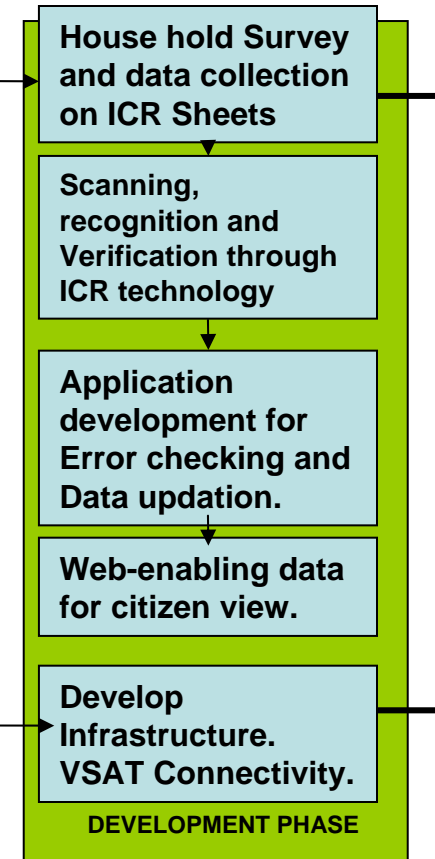 House hold Survey
and data collection
on ICR Sheets
Scanning,
recognition and
Verification through
ICR technology
Application
development for
Error checking and
Data updation.
Web-enabling data
for citizen view.
Develop
Infrastructure.
VSAT Connectivity.
DEVELOPMENT PHASE